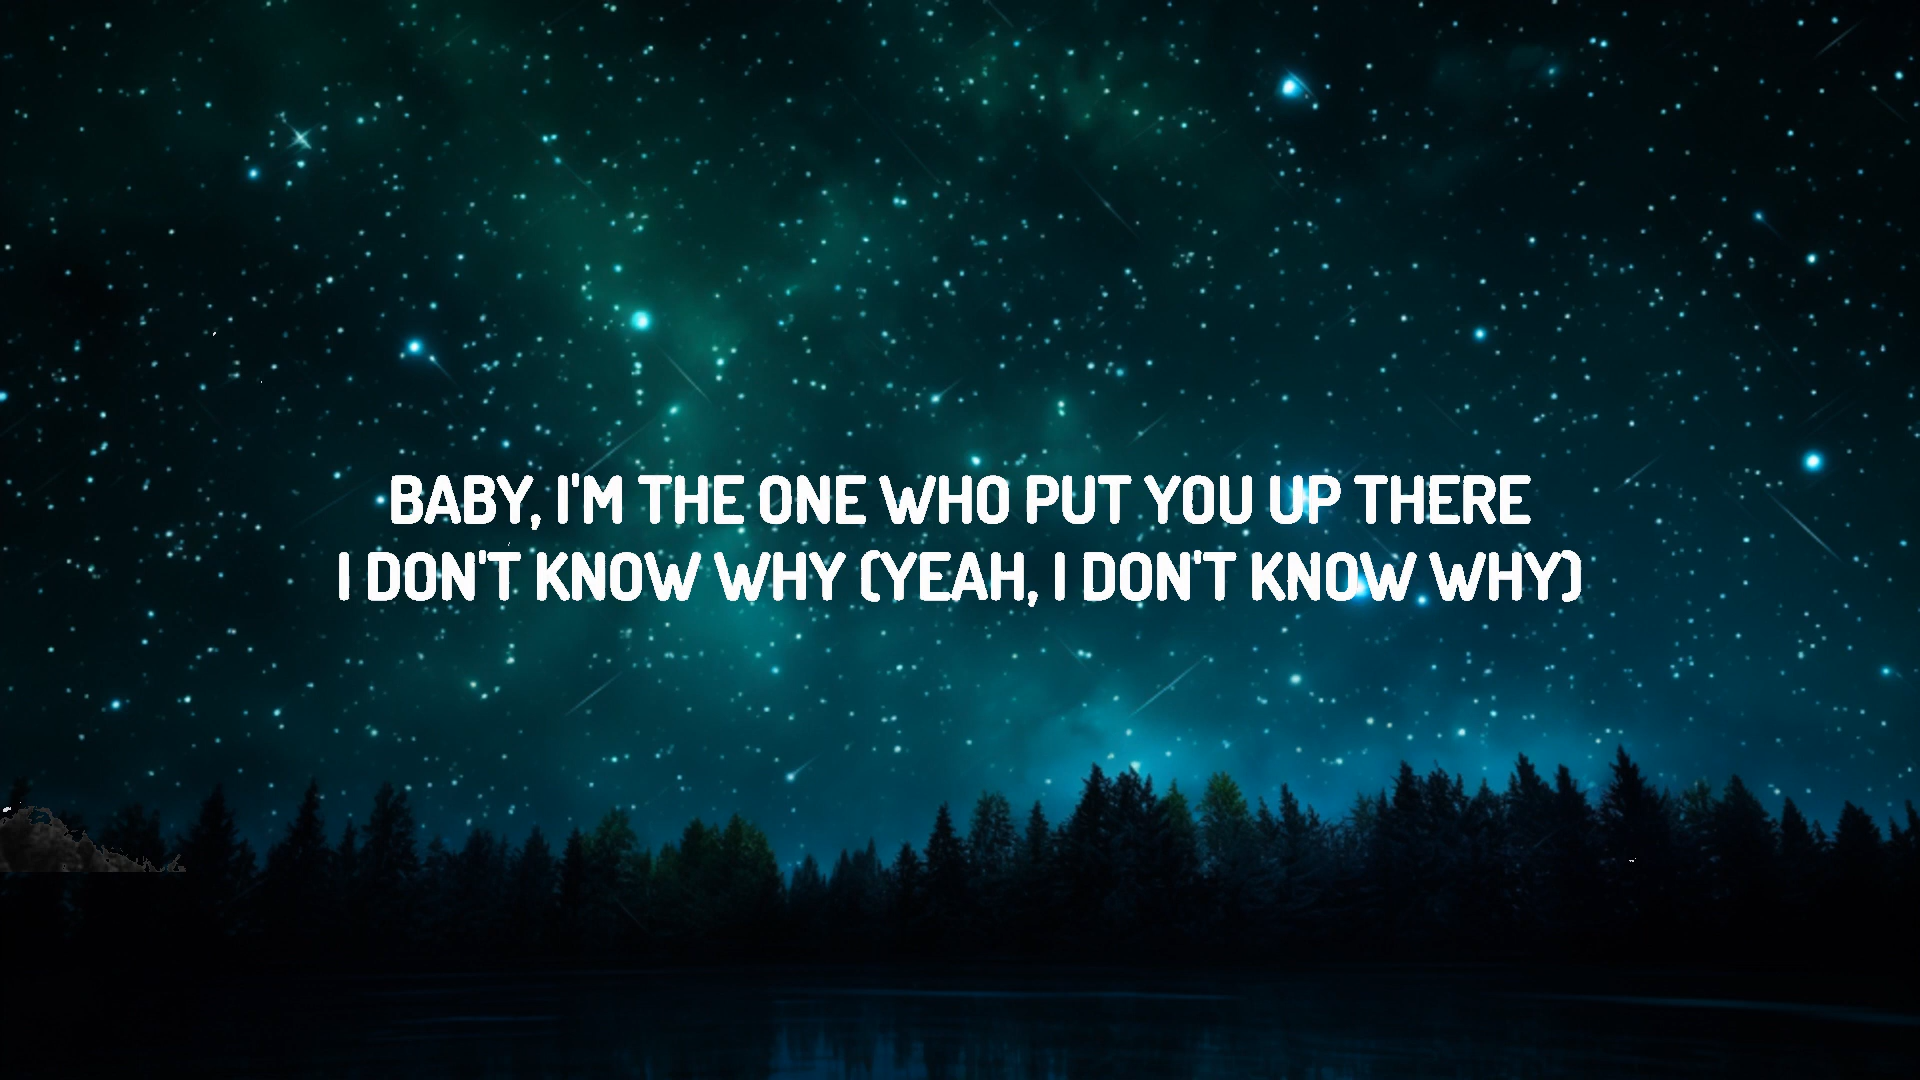 BABY, I'M THE ONE WHO PUT YOU UP THERE
I DON'T KNOW WHY (YEAH, I DON'T KNOW WHY)